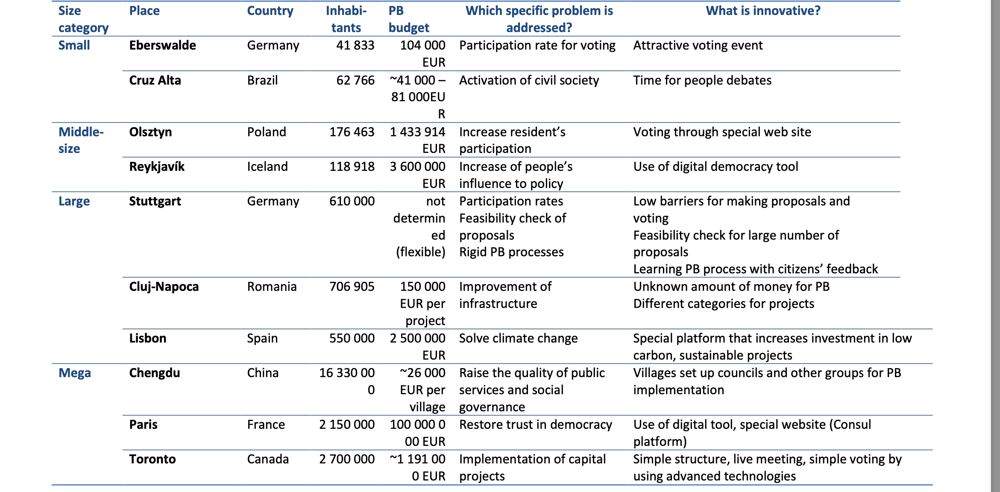 Size category | Place | Country | Inhabi-tants | PB budget | Which specific problem is addressed? | What is innovative?
Small | Eberswalde | Germany | 41 833 | 104 000 EUR | Participation rate for voting | Attractive voting event
Cruz Alta | Brazil | 62 766 | ~41 000 – 81 000EUR | Activation of civil society | Time for people debates
Middle-size | Olsztyn | Poland | 176 463 | 1 433 914 EUR | Increase resident’s participation | Voting through special web site
Reykjavík | Iceland | 118 918 | 3 600 000 EUR | Increase of people’s influence to policy | Use of digital democracy tool
Large | Stuttgart | Germany | 610 000 | not determined (flexible) | Participation rates Feasibility check of proposals Rigid PB processes | Low barriers for making proposals and voting Feasibility check for large number of proposals Learning PB process with citizens’ feedback
Cluj-Napoca | Romania | 706 905 | 150 000 EUR per project | Improvement of infrastructure | Unknown amount of money for PB Different categories for projects
Lisbon | Spain | 550 000 | 2 500 000 EUR | Solve climate change | Special platform that increases investment in low carbon, sustainable projects
Mega | Chengdu | China | 16 330 000 | ~26 000 EUR per village | Raise the quality of public services and social governance | Villages set up councils and other groups for PB implementation
Paris | France | 2 150 000 | 100 000 000 EUR | Restore trust in democracy | Use of digital tool, special website (Consul platform)
Toronto | Canada | 2 700 000 | ~1 191 000 EUR | Implementation of capital projects | Simple structure, live meeting, simple voting by using advanced technologies